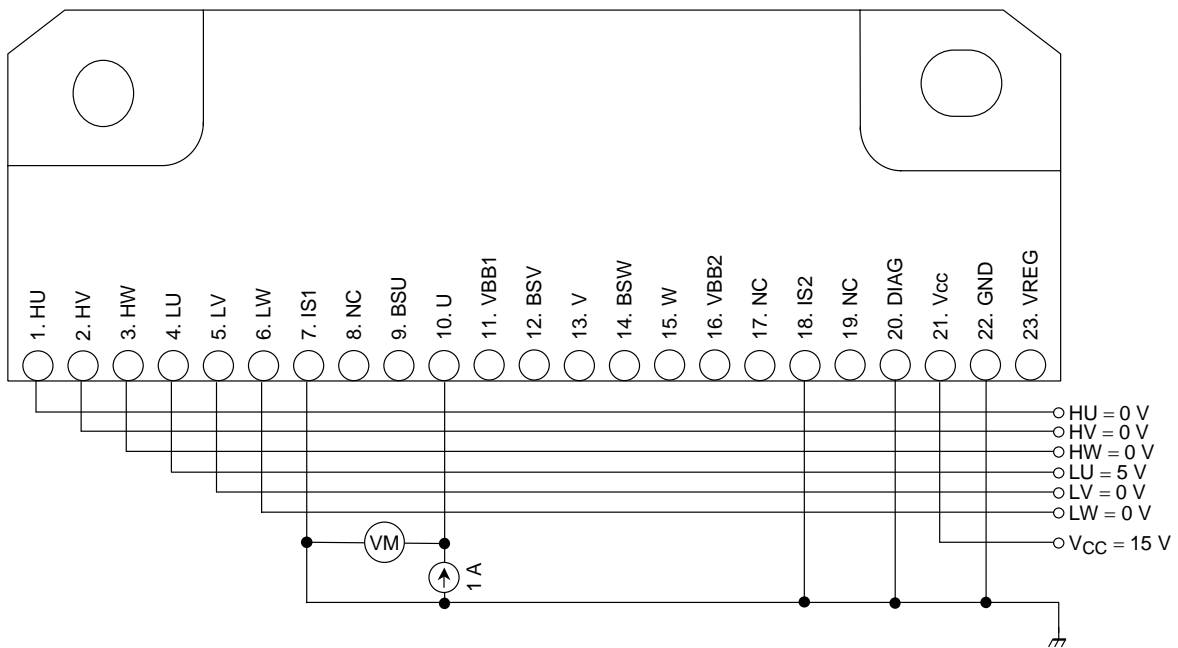 1. HU
2. HV
3. HW
4. LU
5. LV
6. LW
7. IS1
8. NC
9. BSU
10. U
11. VBB1
12. BSV
13. V
14. BSW
15. W
16. VBB2
17. NC
18. IS2
19. NC
20. DIAG
21. Vcc
22. GND
23. VREG
HU = 0 V
HV = 0 V
HW = 0 V
LU = 5 V
LV = 0 V
LW = 0 V
VCC = 15 V
VM
1 A